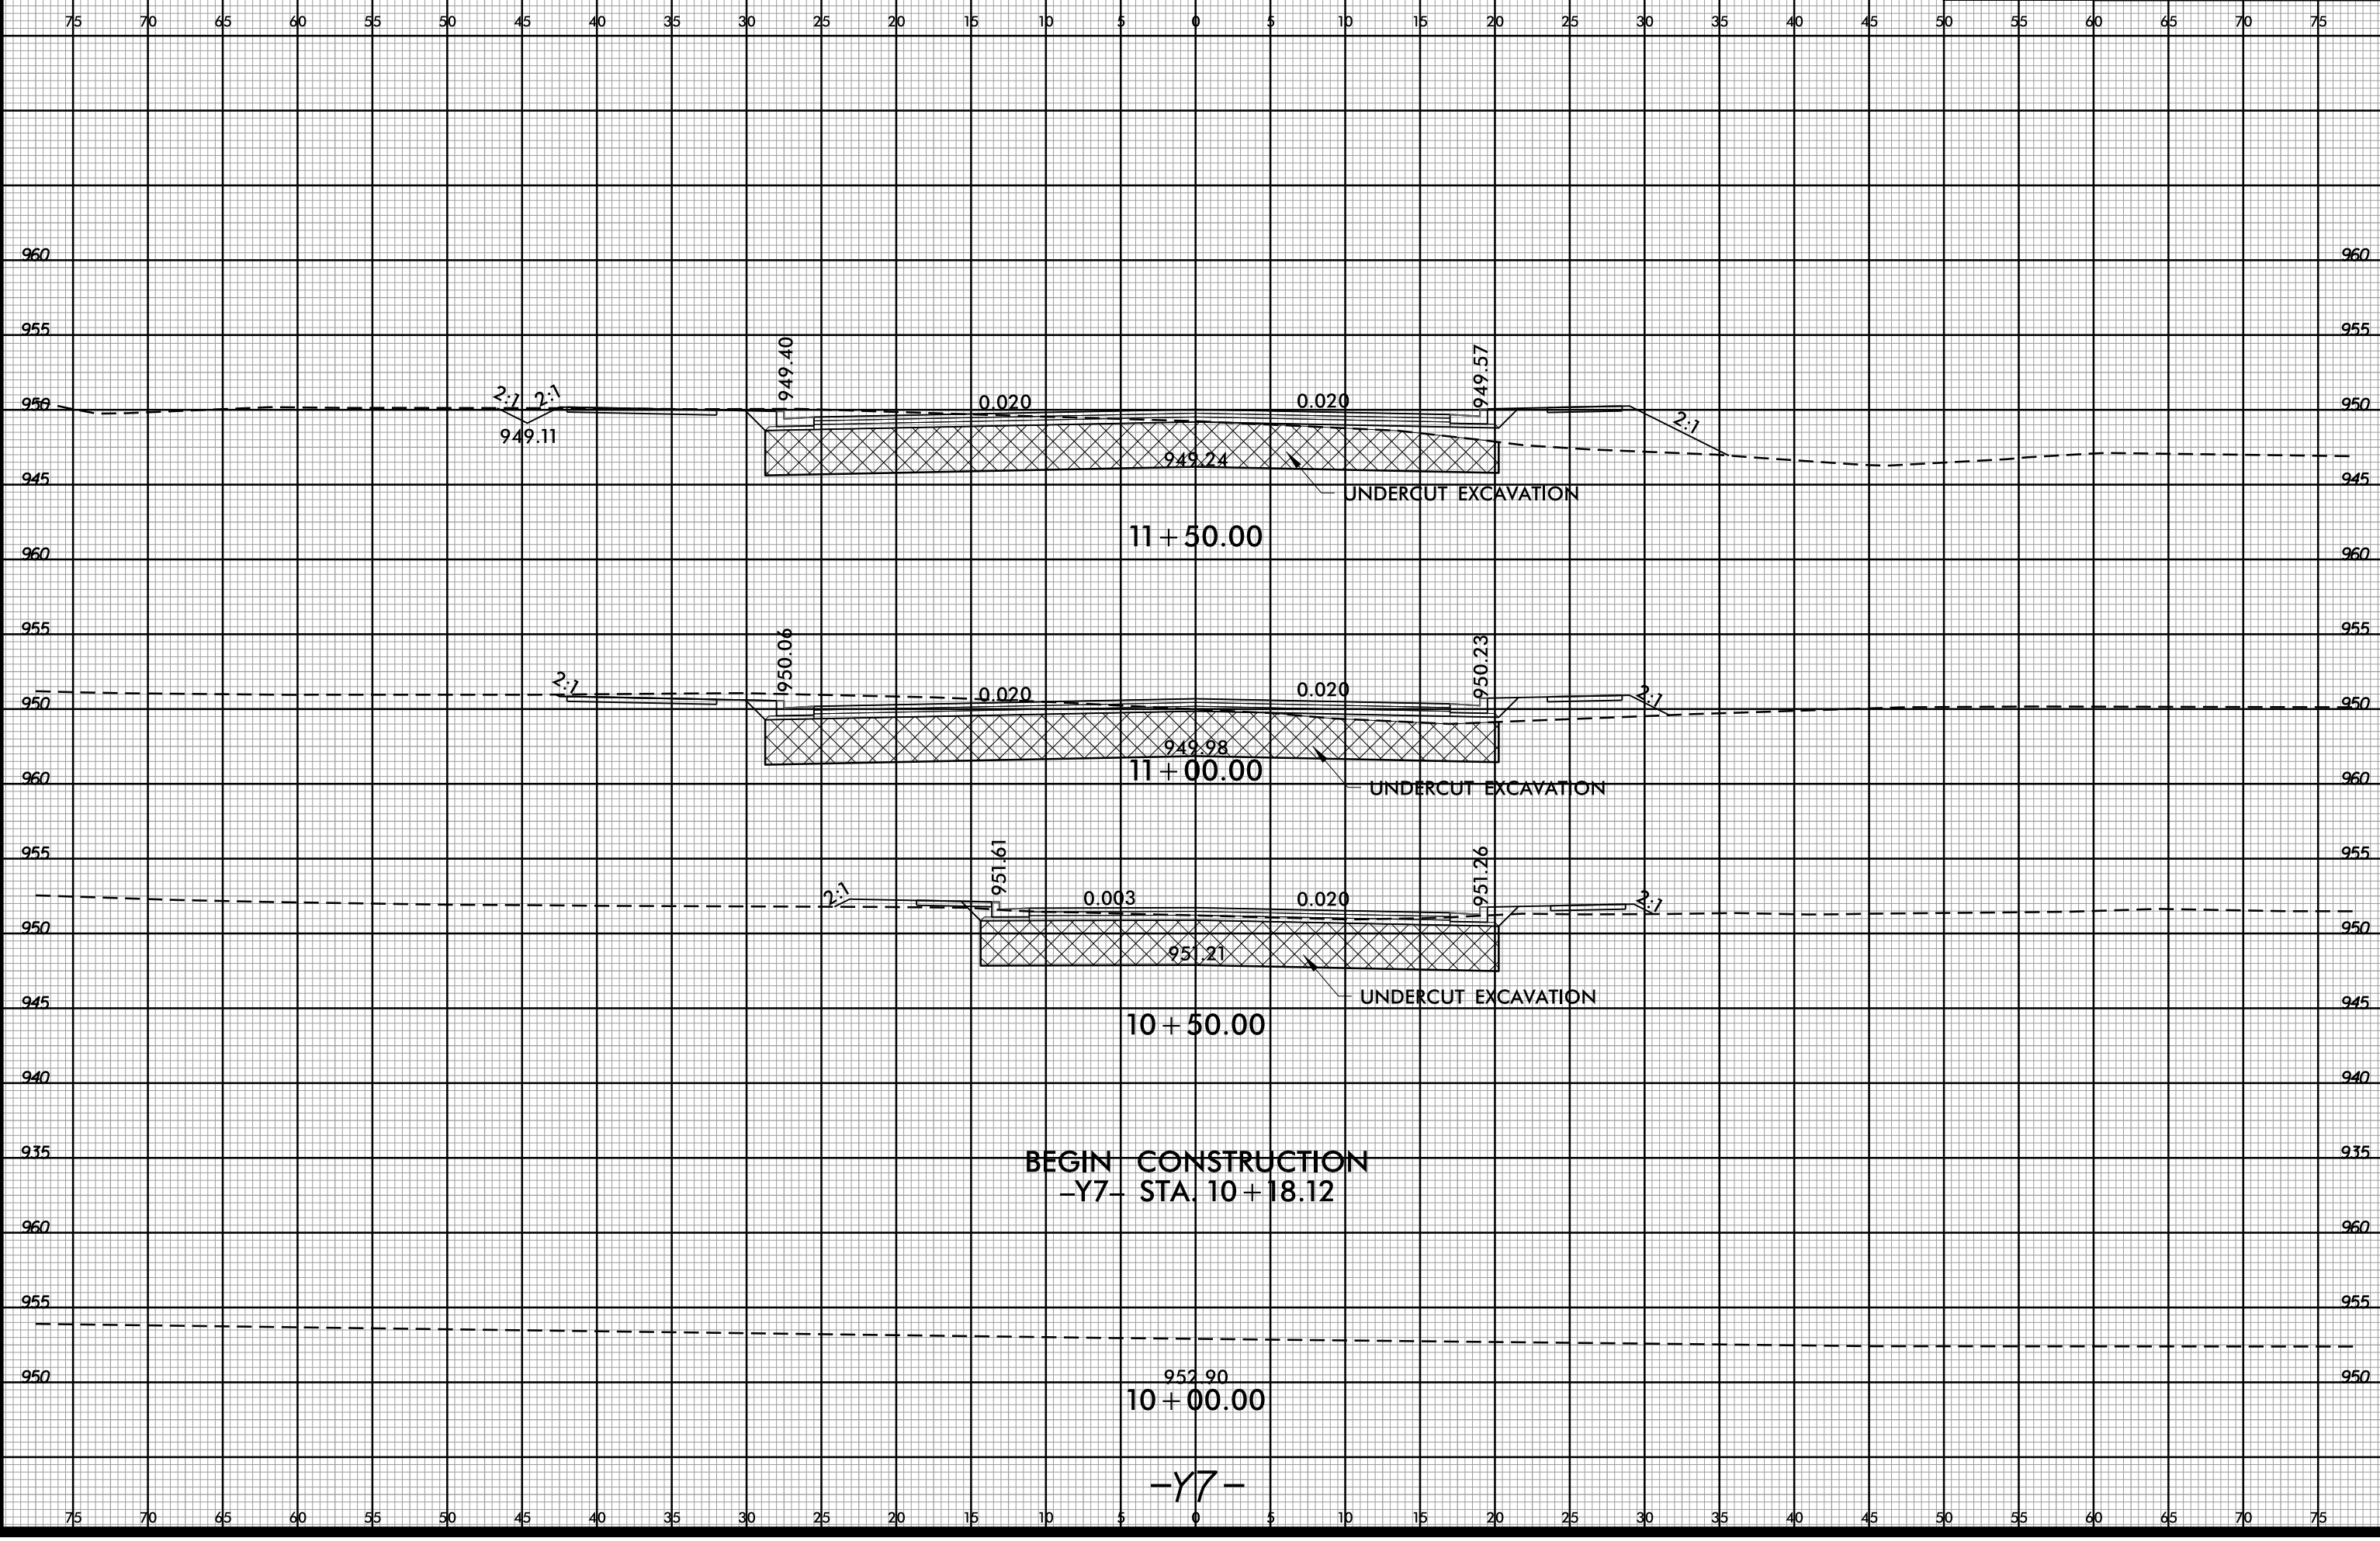 75 70 65 60 55 50 45 40 35 30 25 20 15 10 5 0 5 10 15 20 25 30 35 40 45 50 55 60 65 70 75
960 960
955 955
949.40 949.57
950 2:1 2:1 0.020 0.020 950
2:1
949.11
949.24
945 945
UNDERCUT EXCAVATION
11+50.00
960 960
955 955
950.06 950.23
2:1 0.020 0.020 2:1
950 950
949.98
11+00.00
960 960
UNDERCUT EXCAVATION
955 955
951.61 951.26
2:1 0.003 0.020 2:1
950 950
951.21
945 945
UNDERCUT EXCAVATION
10+50.00
940 940
935 935
BEGIN CONSTRUCTION
-Y7- STA. 10+18.12
960 960
955 955
950 950
952.90
10+00.00
-Y7-
75 70 65 60 55 50 45 40 35 30 25 20 15 10 5 0 5 10 15 20 25 30 35 40 45 50 55 60 65 70 75